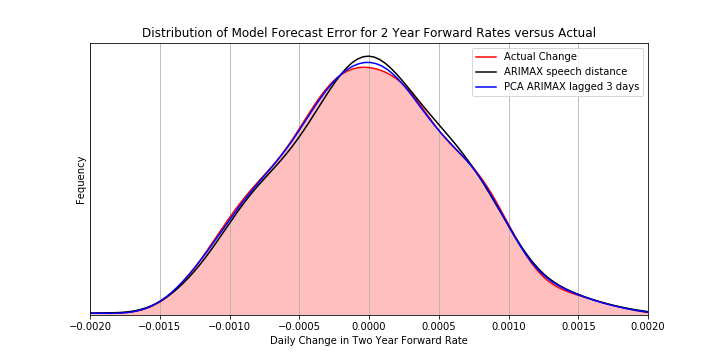 Distribution of Model Forecast Error for 2 Year Forward Rates versus Actual
Actual Change
ARIMAX speech distance
PCA ARIMAX lagged 3 days
Fequency
−0.0020 −0.0015 −0.0010 −0.0005 0.0000 0.0005 0.0010 0.0015 0.0020
Daily Change in Two Year Forward Rate